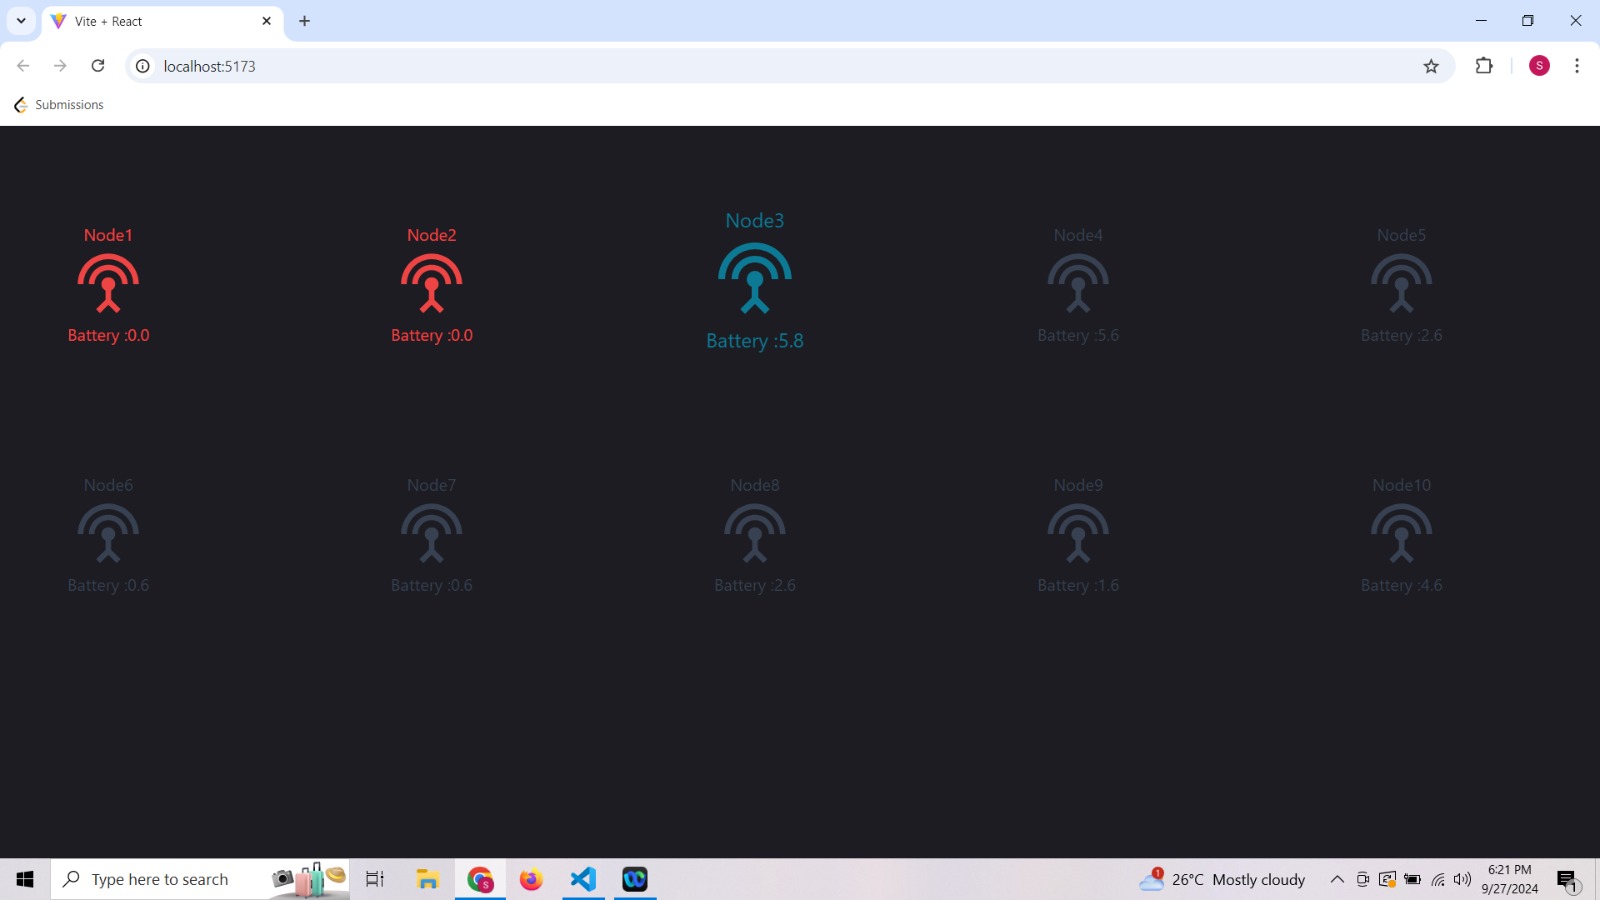 Vite + React
localhost:5173
S
Submissions
Node1
Node2
Node3
Node4
Node5
Battery :0.0
Battery :0.0
Battery :5.8
Battery :5.6
Battery :2.6
Node6
Node7
Node8
Node9
Node10
Battery :0.6
Battery :0.6
Battery :2.6
Battery :1.6
Battery :4.6
Type here to search
S
1
26°C Mostly cloudy
6:21 PM
9/27/2024
1